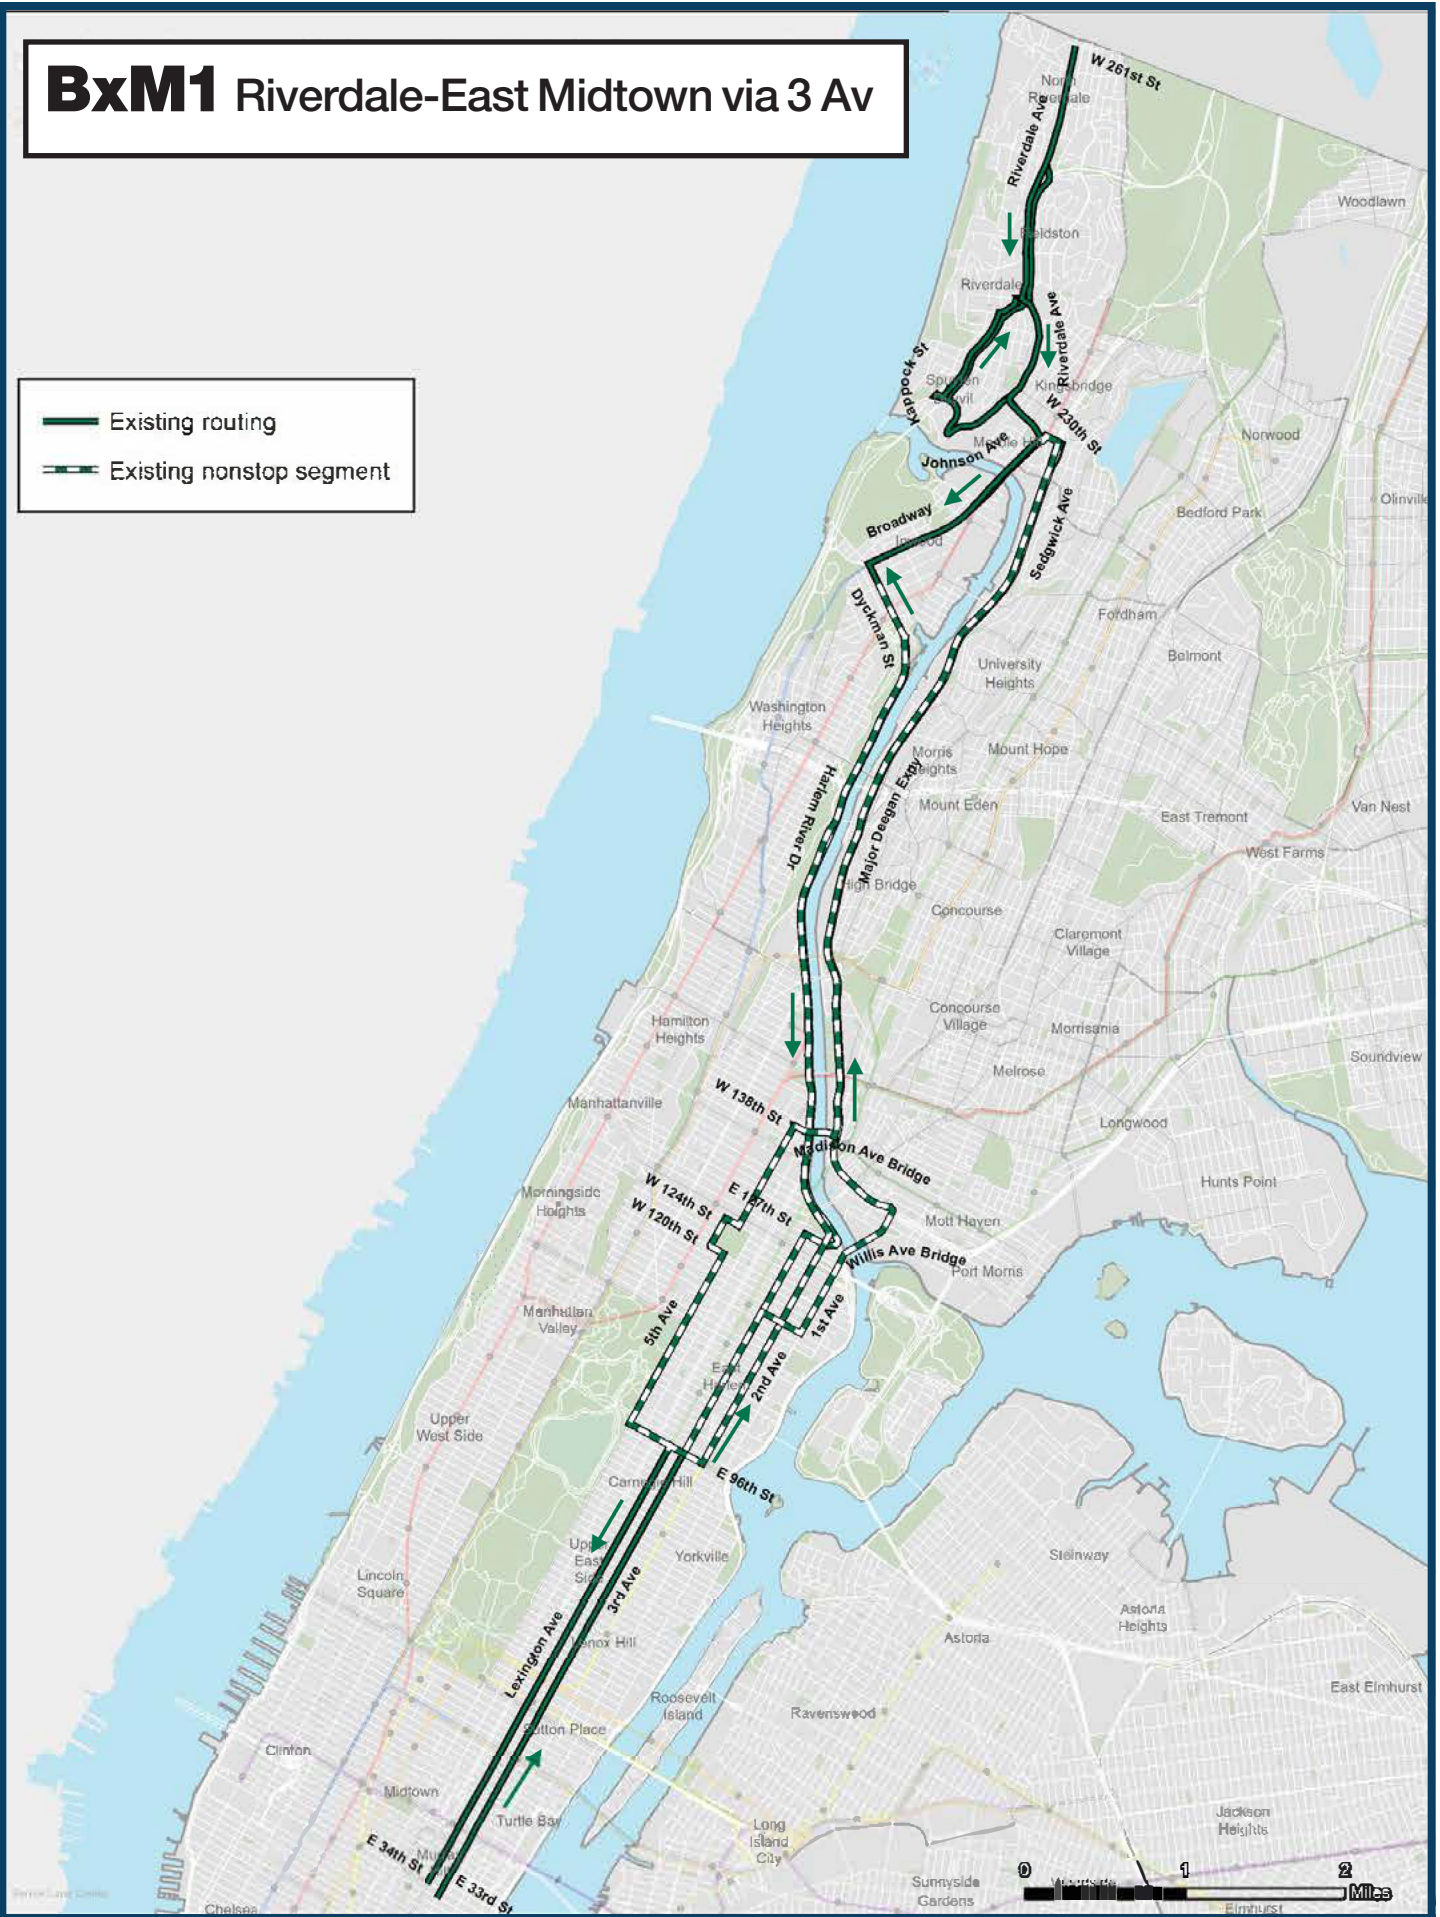 BxM1 Riverdale-East Midtown via 3 Av
Existing routing
Existing nonstop segment
W 261st St
North
Riverdale
Riverdale Ave
Woodlawn
Fieldston
Riverdale
Riverdale Ave
Kappock St
Spuyten
Duyvil
Kingsbridge
W 230th St
Marble Hill
Norwood
Johnson Ave
Broadway
Inwood
Sedgwick Ave
Bedford Park
Olinville
Dyckman St
Fordham
Belmont
University
Heights
Washington
Heights
Morris
Heights
Mount Hope
Harlem River Dr
Major Deegan Expy
Mount Eden
East Tremont
Van Nest
West Farms
High Bridge
Concourse
Claremont
Village
Hamilton
Heights
Concourse
Village
Morrisania
Soundview
Melrose
Manhattanville
W 138th St
Longwood
Madison Ave Bridge
Hunts Point
Morningside
Heights
W 124th St
E 127th St
W 120th St
Mott Haven
Willis Ave Bridge
Port Morris
Manhattan
Valley
5th Ave
1st Ave
East
Harlem
2nd Ave
Upper
West Side
Carnegie Hill
E 96th St
Upper
East
Side
Yorkville
Steinway
Lincoln
Square
3rd Ave
Astoria
Heights
Lexington Ave
Lenox Hill
Astoria
Roosevelt
Island
Ravenswood
East Elmhurst
Sutton Place
Clinton
Midtown
Turtle Bay
Long
Island
City
Jackson
Heights
E 34th St
E 33rd St
Sunnyside
Gardens
Chelsea
Elmhurst
0 1 2
Miles